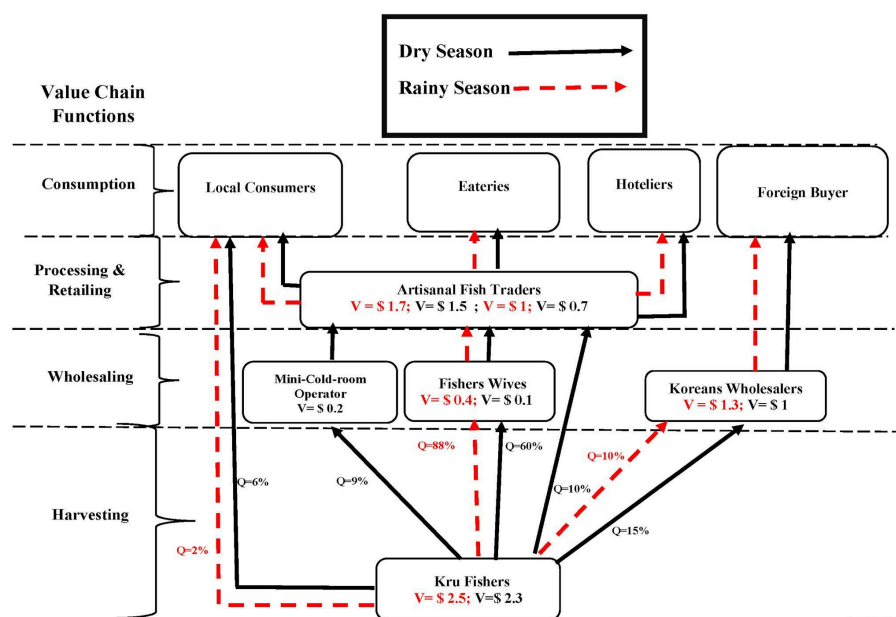 Dry Season
Rainy Season
Value Chain
Functions
Consumption
Local Consumers
Eateries
Hoteliers
Foreign Buyer
Processing &
Retailing
Artisanal Fish Traders
V = $ 1.7; V= $ 1.5 ; V = $ 1; V= $ 0.7
Wholesaling
Mini-Cold-room
Operator
V= $ 0.2
Fishers Wives
V = $ 0.4; V= $ 0.1
Koreans Wholesalers
V = $ 1.3; V= $ 1
Harvesting
Q=6%
Q=9%
Q=88%
Q=60%
Q=10%
Q=10%
Q=15%
Q=2%
Kru Fishers
V= $ 2.5; V=$ 2.3